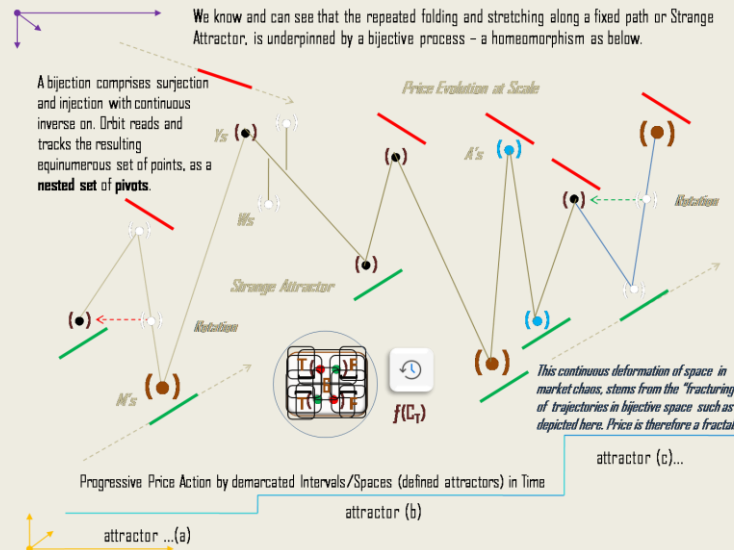 We know and can see that the repeated folding and stretching along a fixed path or Strange
Attractor, is underpinned by a bijective process – a homeomorphism as below.
A bijection comprises surjection
and injection with continuous
inverse on. Orbit reads and
tracks the resulting
equinumerous set of points, as a
nested set of pivots.
Price Evolution at Scale
Ys
A's
Ws
Notation
Strange Attractor
Notation
M's
f(C_T)
This continuous deformation of space in
market chaos, stems from the "fracturing
of trajectories in bijective space such as
depicted here. Price is therefore a fractal
Progressive Price Action by demarcated Intervals/Spaces (defined attractors) in Time
attractor (c)...
attractor (b)
attractor ...(a)